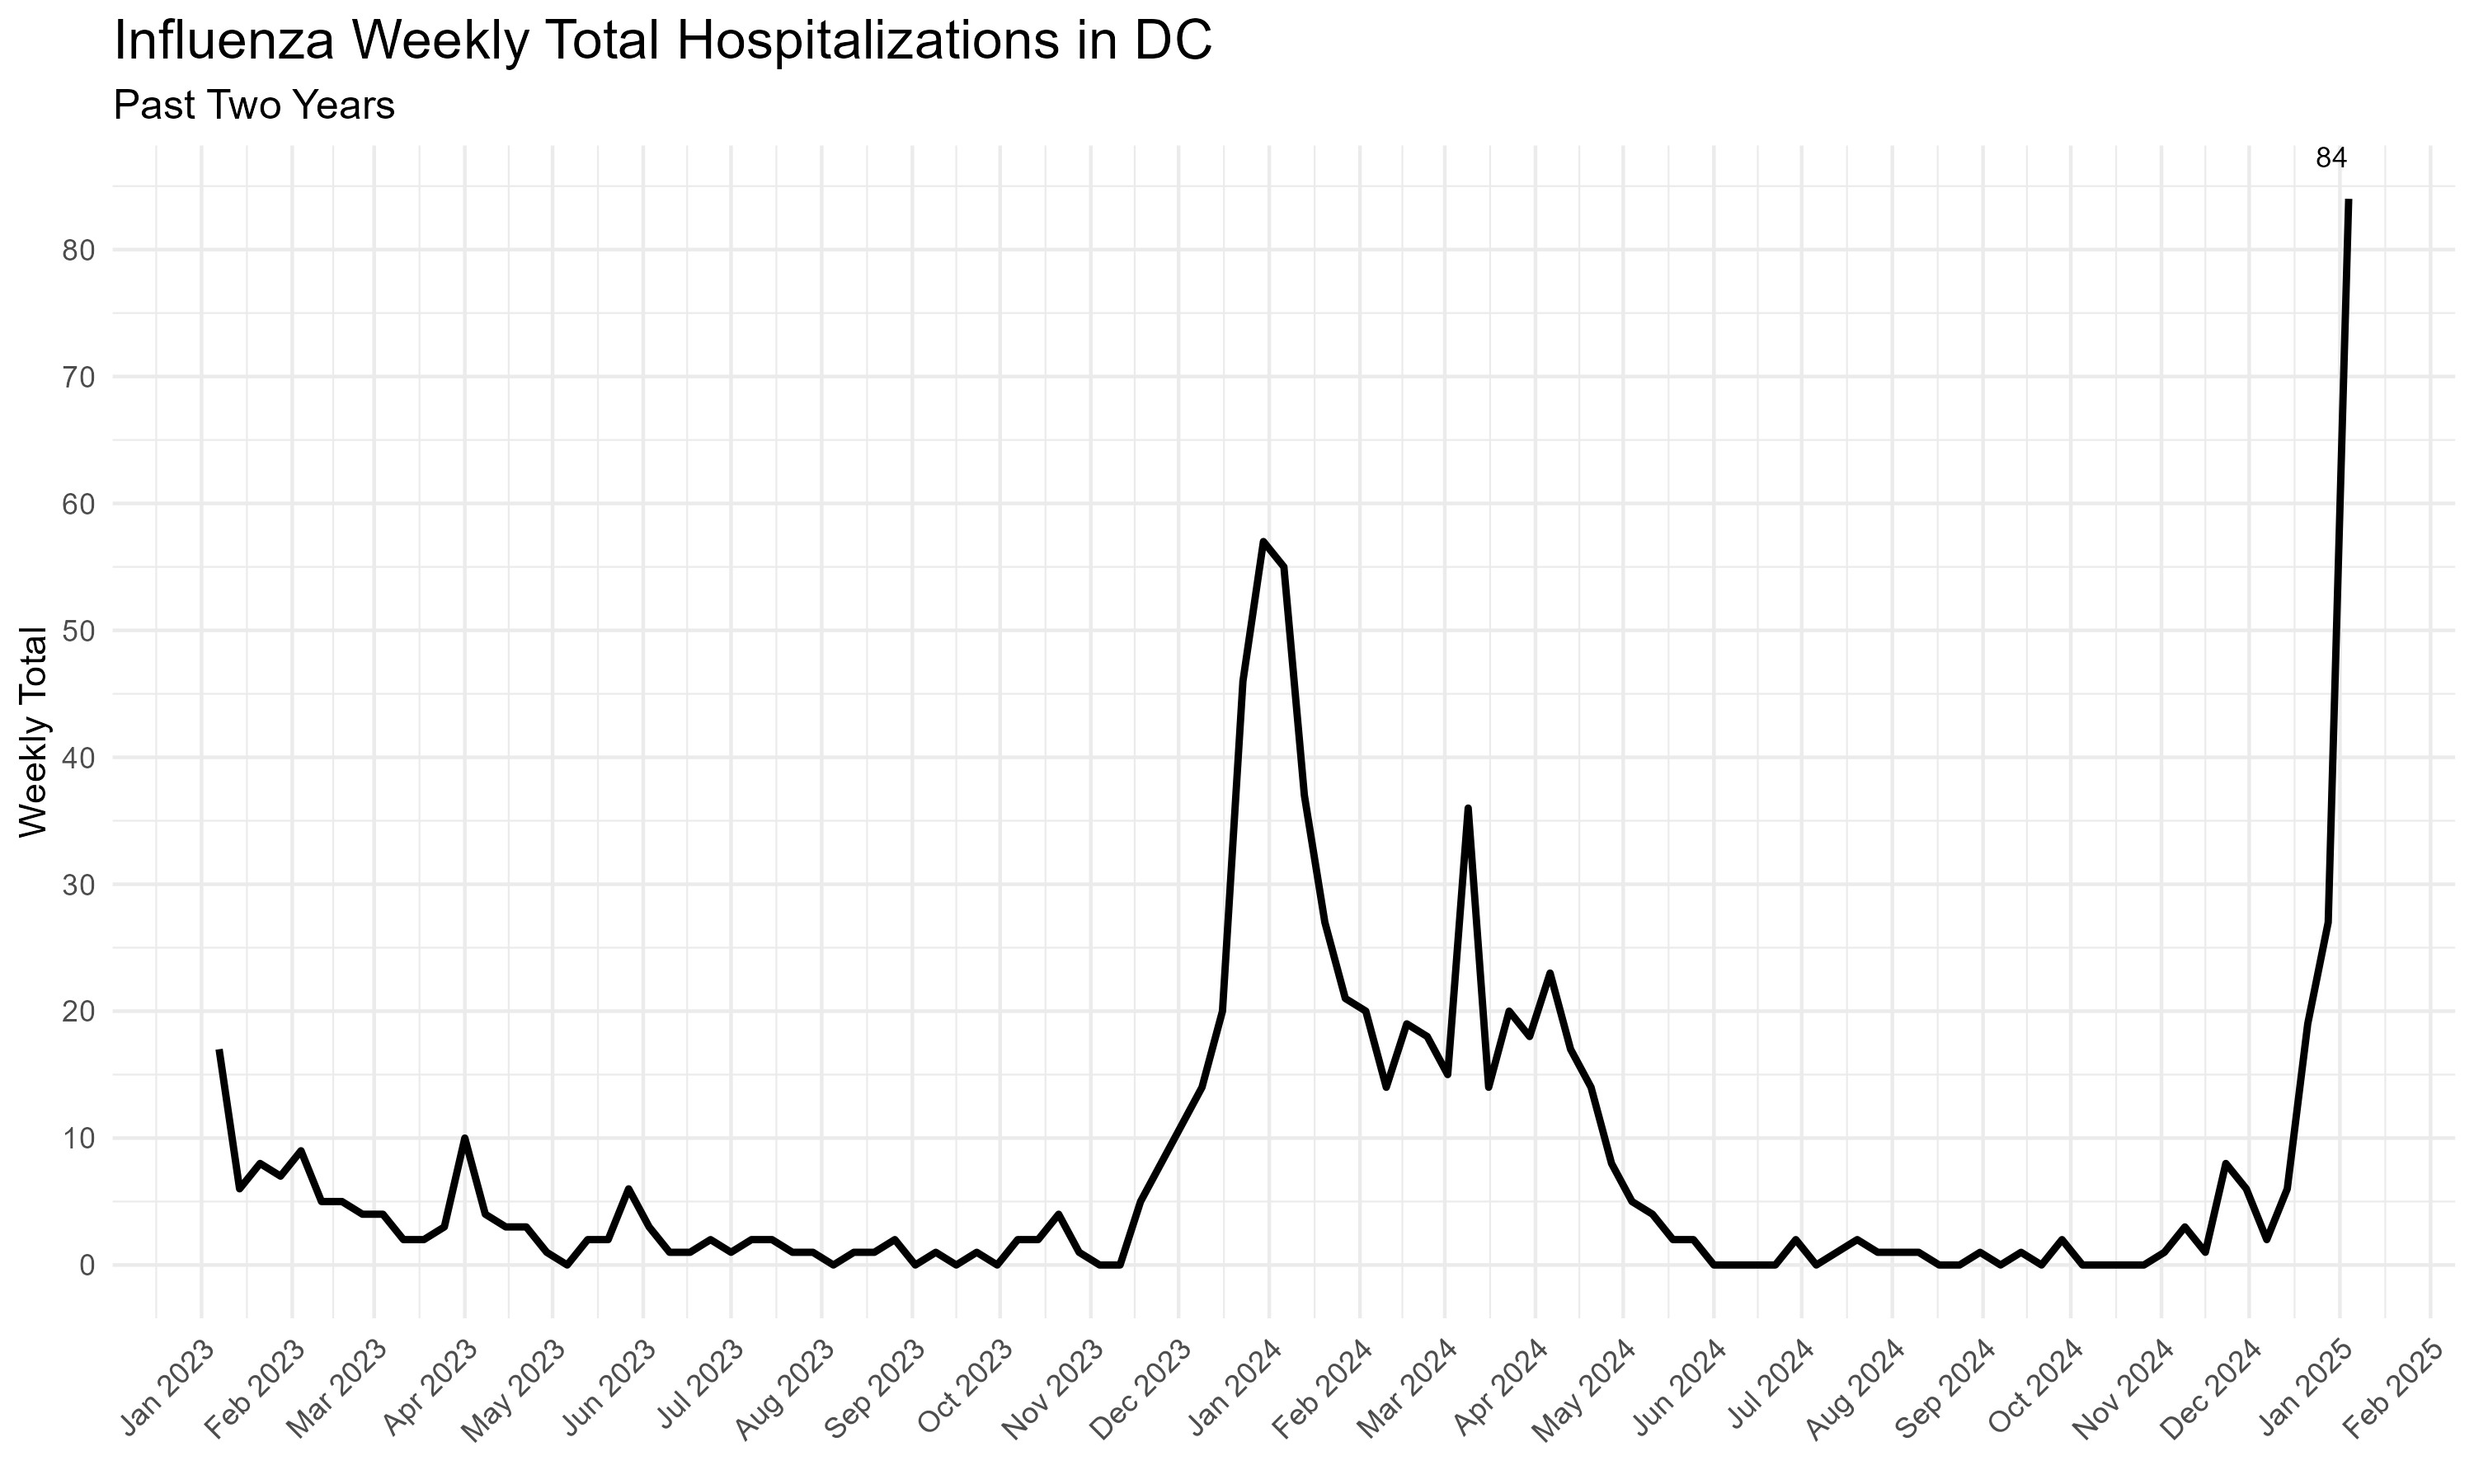 Influenza Weekly Total Hospitalizations in DC
Past Two Years
84
80
70
60
50
40
30
20
10
0
Weekly Total
Jan 2023
Feb 2023
Mar 2023
Apr 2023
May 2023
Jun 2023
Jul 2023
Aug 2023
Sep 2023
Oct 2023
Nov 2023
Dec 2023
Jan 2024
Feb 2024
Mar 2024
Apr 2024
May 2024
Jun 2024
Jul 2024
Aug 2024
Sep 2024
Oct 2024
Nov 2024
Dec 2024
Jan 2025
Feb 2025